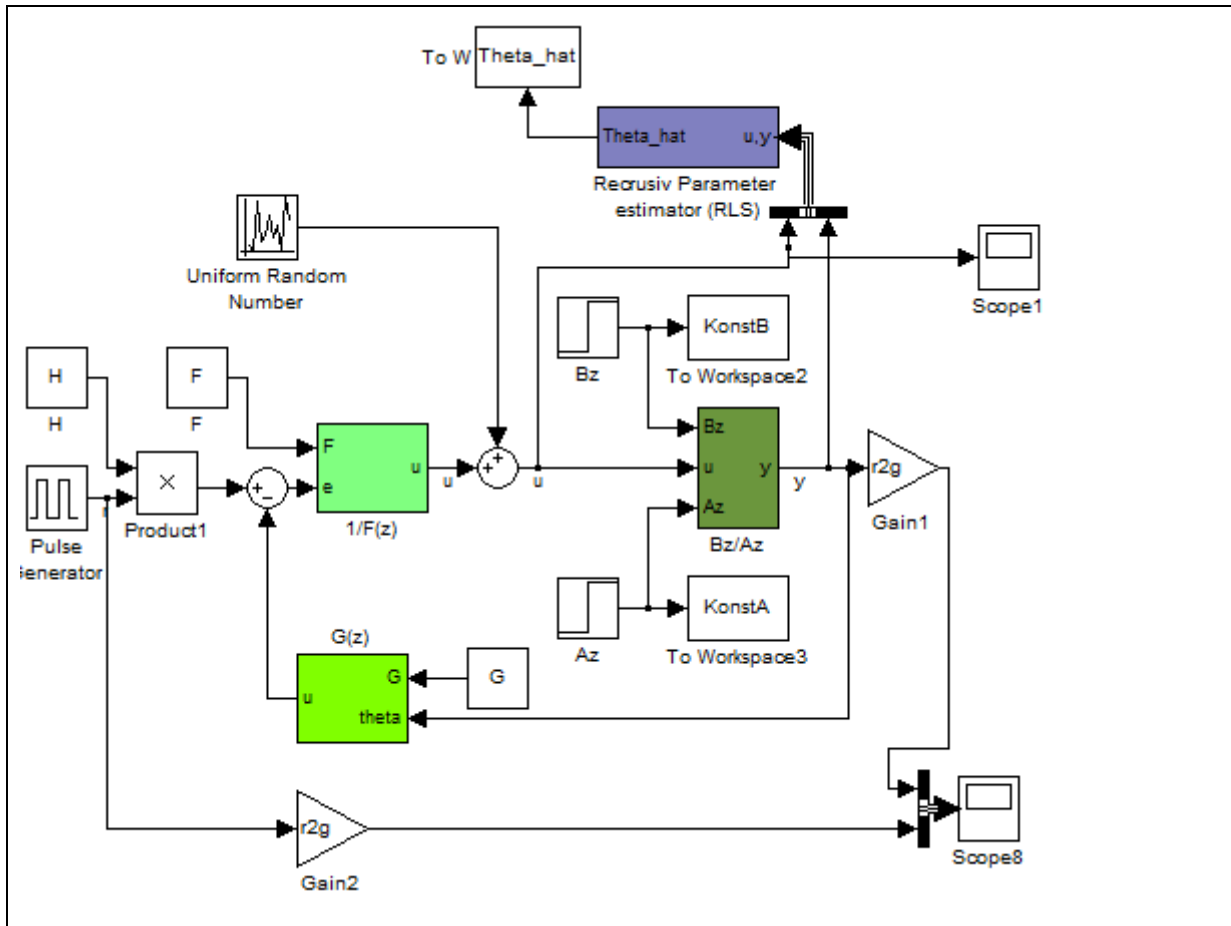 To W
Theta_hat
Theta_hat
u,y
Recrusiv Parameter
estimator (RLS)
Uniform Random
Number
Scope1
KonstB
Bz
To Workspace2
H
H
F
F
F
e
u
1/F(z)
u
u
Bz
u
Az
y
Bz/Az
y
r2g
Gain1
×
Product1
r
Pulse
Generator
KonstA
Az
To Workspace3
G(z)
G
u
theta
G
r2g
Gain2
Scope8